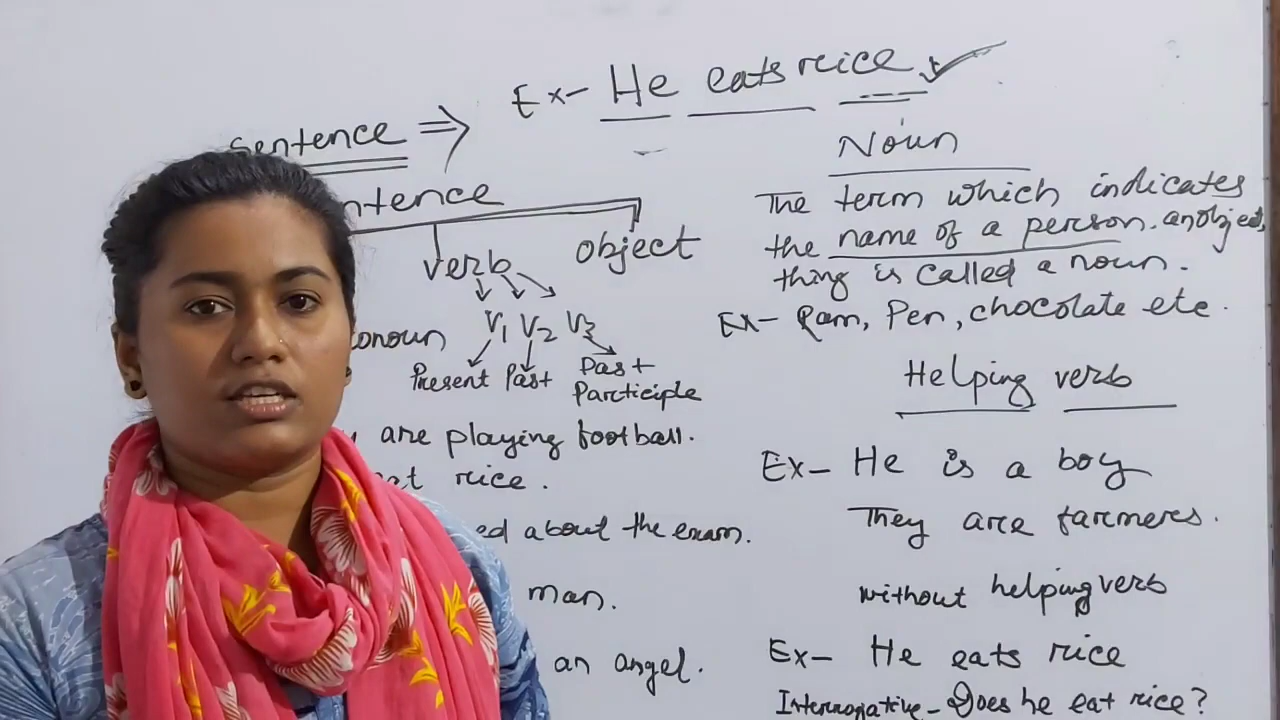 Ex- He eats rice
Sentence ⇒
ntence
verb
object
onoun V1 V2 V3
Present Past Past
Participle
are playing football.
rice.
ed about the exam.
man.
an angel.
Noun
The term which indicates
the name of a person. an object,
thing is called a noun.
Ex- Ram, Pen, chocolate etc.
Helping verb
Ex- He is a boy
They are farmers.
without helping verb
Ex- He eats rice
Interrogative - Does he eat rice?